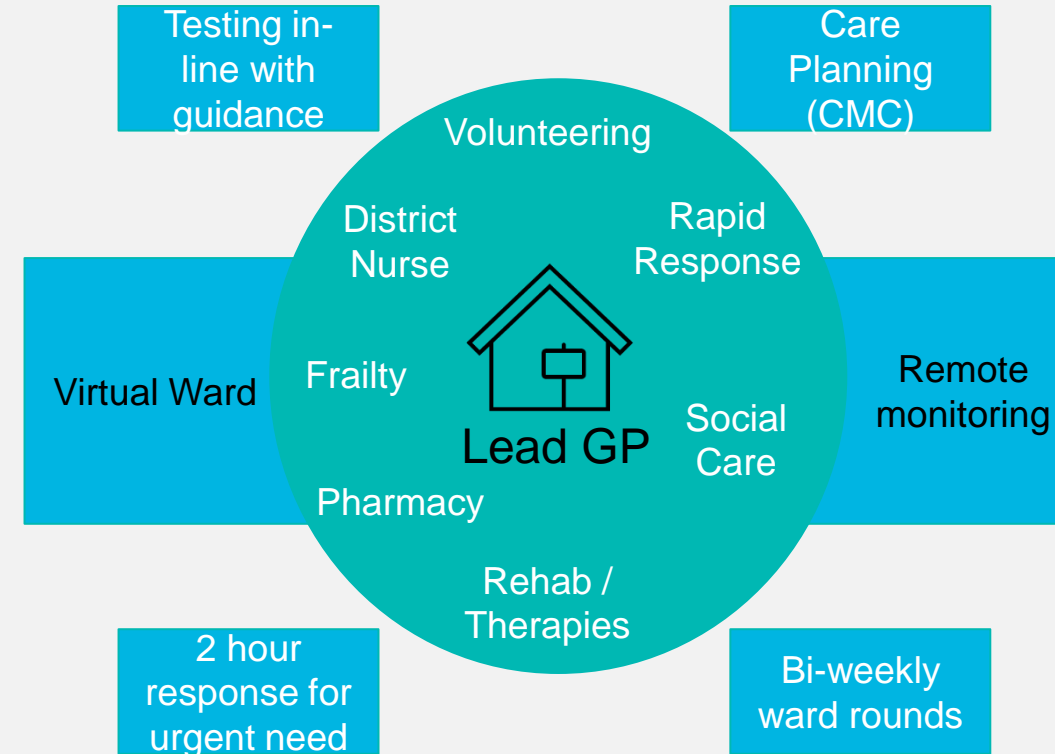 Testing in-
line with
guidance
Care
Planning
(CMC)
Volunteering
District
Nurse
Rapid
Response
Virtual Ward
Frailty
Lead GP
Social
Care
Remote
monitoring
Pharmacy
Rehab /
Therapies
2 hour
response for
urgent need
Bi-weekly
ward rounds